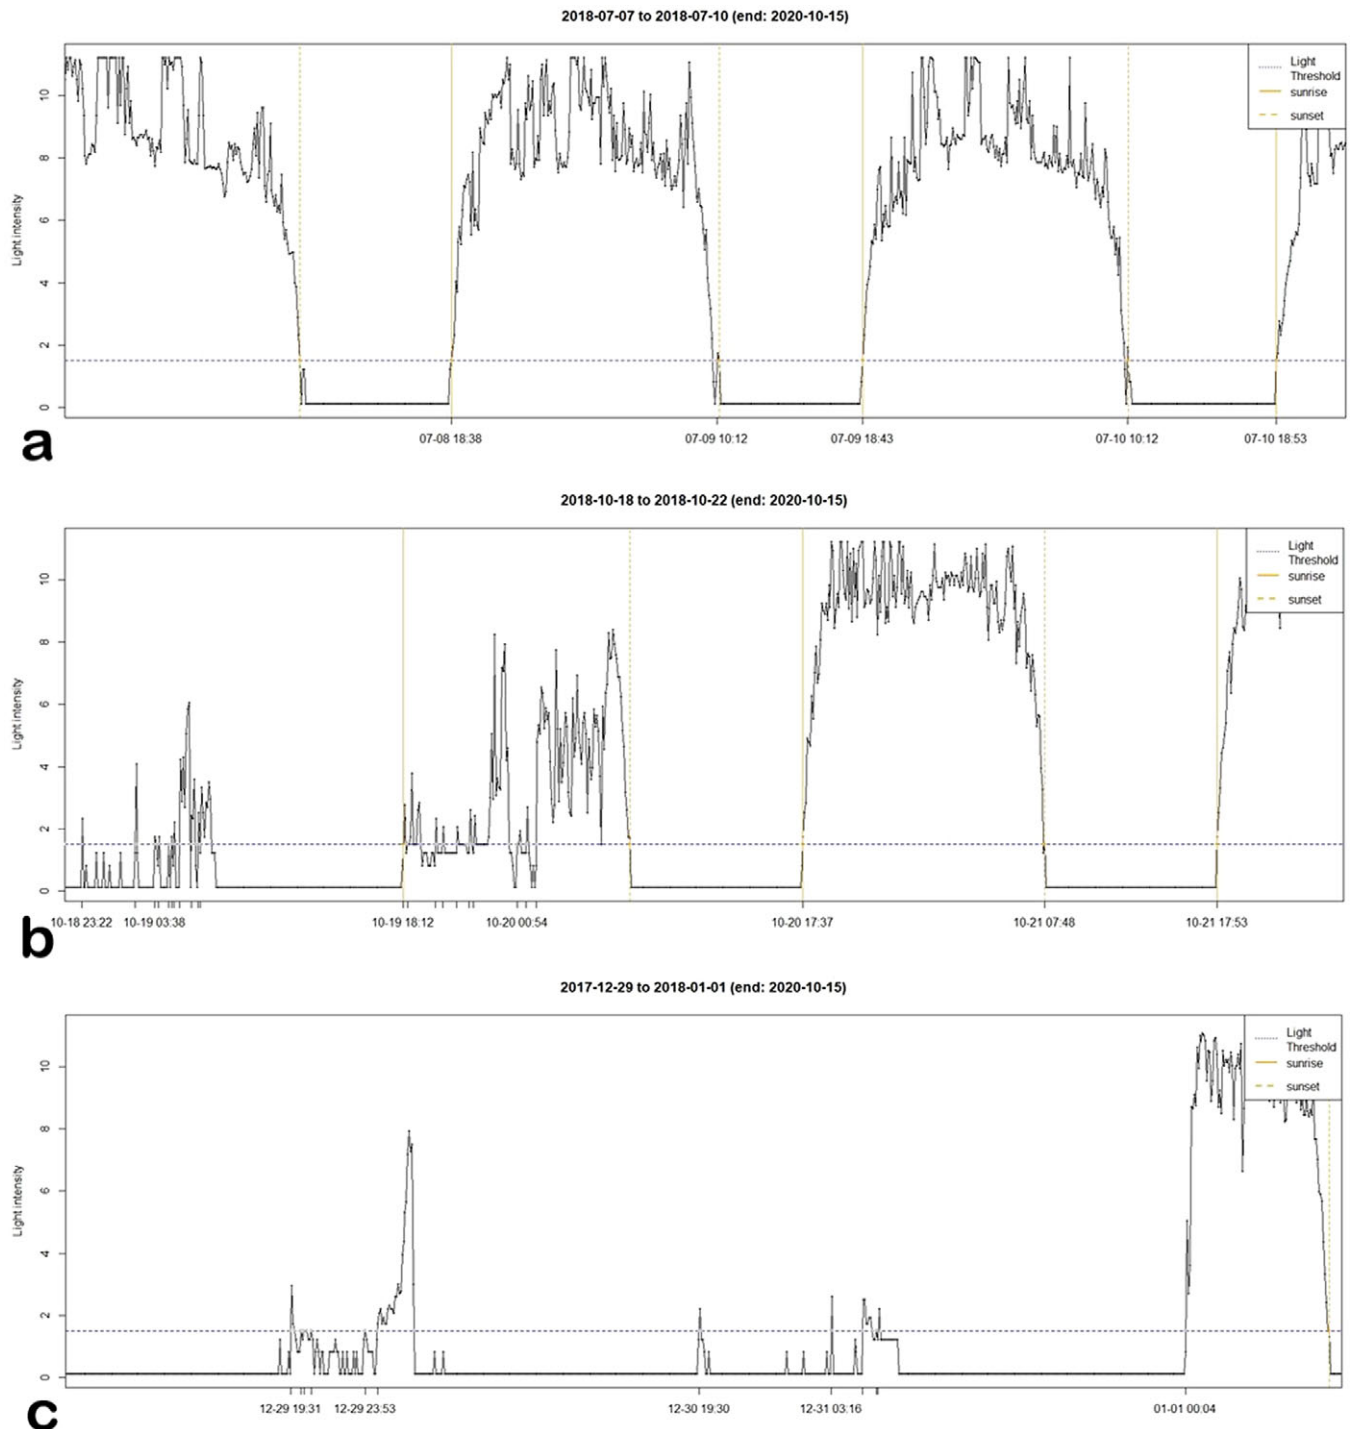 2018-07-07 to 2018-07-10 (end: 2020-10-15)
Light intensity
0
2
4
6
8
10
Light
Threshold
sunrise
sunset
07-08 18:38
07-09 10:12
07-09 18:43
07-10 10:12
07-10 18:53
a
2018-10-18 to 2018-10-22 (end: 2020-10-15)
Light intensity
0
2
4
6
8
10
Light
Threshold
sunrise
sunset
10-18 23:22
10-19 03:38
10-19 18:12
10-20 00:54
10-20 17:37
10-21 07:48
10-21 17:53
b
2017-12-29 to 2018-01-01 (end: 2020-10-15)
Light intensity
0
2
4
6
8
10
Light
Threshold
sunrise
sunset
12-29 19:31
12-29 23:53
12-30 19:30
12-31 03:16
01-01 00:04
c